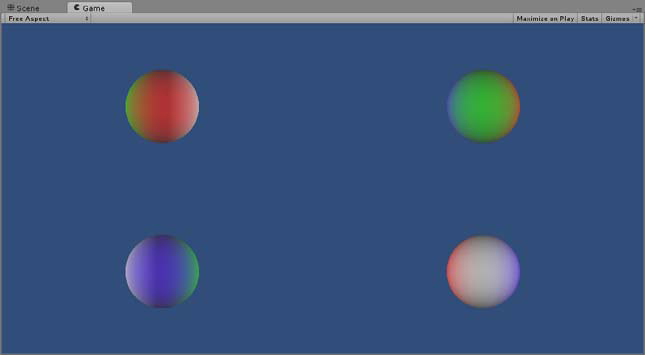 Scene
Game
Free Aspect
Maximize on Play Stats Gizmos